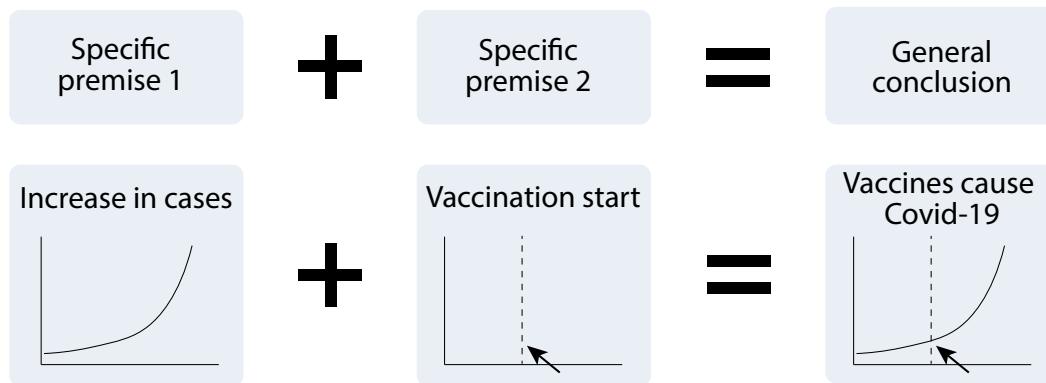 Specific
premise 1
+
Specific
premise 2
=
General
conclusion
Increase in cases
+
Vaccination start
=
Vaccines cause
Covid-19